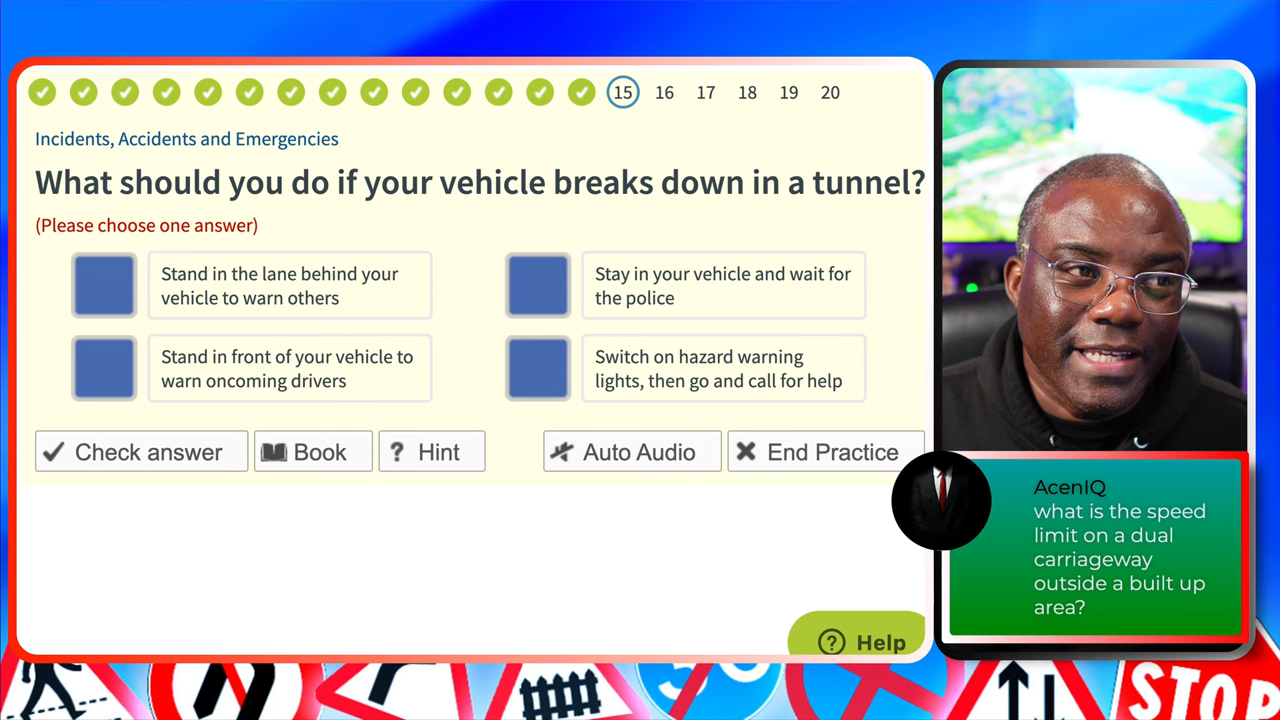 15 16 17 18 19 20
Incidents, Accidents and Emergencies
What should you do if your vehicle breaks down in a tunnel?
(Please choose one answer)
Stand in the lane behind your
vehicle to warn others
Stay in your vehicle and wait for
the police
Stand in front of your vehicle to
warn oncoming drivers
Switch on hazard warning
lights, then go and call for help
Check answer
Book
? Hint
Auto Audio
End Practice
AcenIQ
what is the speed
limit on a dual
carriageway
outside a built up
area?
? Help
STOP